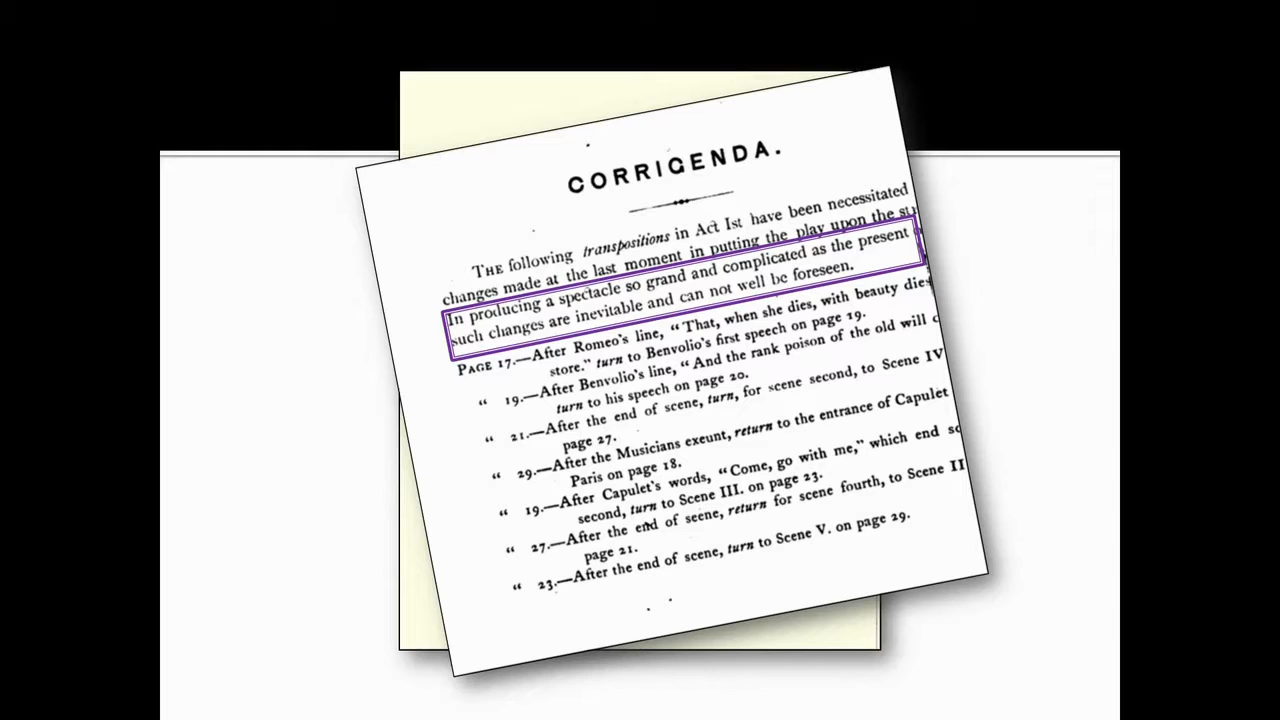 CORRIGENDA.
THE following transpositions in Act Ist have been necessitated
changes made at the last moment in putting the play upon the
In producing a spectacle so grand and complicated as the present
such changes are inevitable and can not well be foreseen.
PAGE 17.—After Romeo's line, “That, when she dies, with beauty dies
store.” turn to Benvolio's first speech on page 19.
“ 19.—After Benvolio's line, “And the rank poison of the old will
turn to his speech on page 20.
“ 21.—After the end of scene, turn, for scene second, to Scene IV
page 27.
“ 29.—After the Musicians exeunt, return to the entrance of Capulet
Paris on page 18.
“ 19.—After Capulet's words, “Come, go with me,” which end
second, turn to Scene III. on page 23.
“ 27.—After the end of scene, return for scene fourth, to Scene II
page 21.
“ 23.—After the end of scene, turn to Scene V. on page 29.